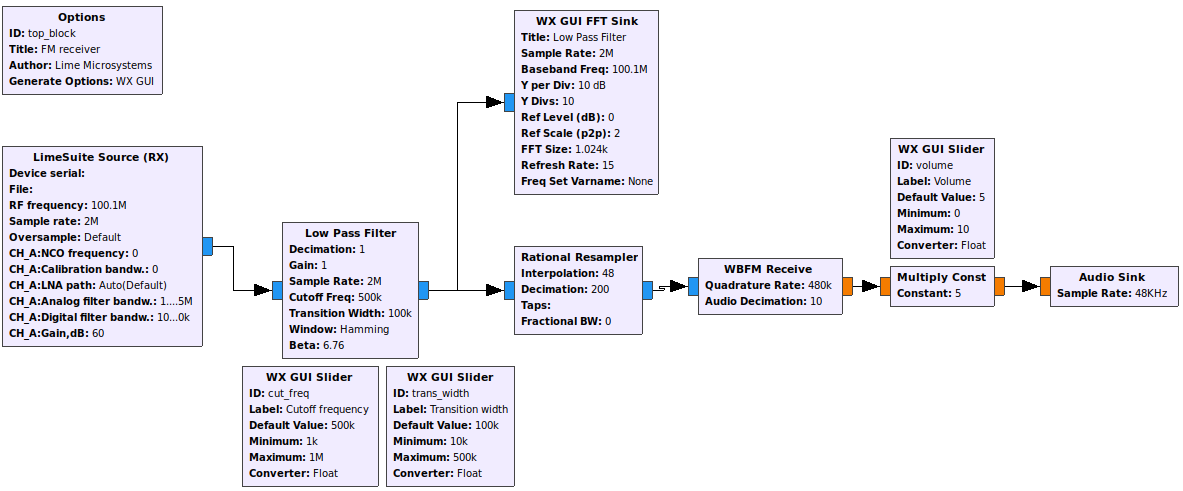 Options
ID: top_block
Title: FM receiver
Author: Lime Microsystems
Generate Options: WX GUI
LimeSuite Source (RX)
Device serial:
File:
RF frequency: 100.1M
Sample rate: 2M
Oversample: Default
CH_A:NCO frequency: 0
CH_A:Calibration bandw.: 0
CH_A:LNA path: Auto(Default)
CH_A:Analog filter bandw.: 1....5M
CH_A:Digital filter bandw.: 10...0k
CH_A:Gain,dB: 60
Low Pass Filter
Decimation: 1
Gain: 1
Sample Rate: 2M
Cutoff Freq: 500k
Transition Width: 100k
Window: Hamming
Beta: 6.76
WX GUI Slider
ID: cut_freq
Label: Cutoff frequency
Default Value: 500k
Minimum: 1k
Maximum: 1M
Converter: Float
WX GUI Slider
ID: trans_width
Label: Transition width
Default Value: 100k
Minimum: 10k
Maximum: 500k
Converter: Float
WX GUI FFT Sink
Title: Low Pass Filter
Sample Rate: 2M
Baseband Freq: 100.1M
Y per Div: 10 dB
Y Divs: 10
Ref Level (dB): 0
Ref Scale (p2p): 2
FFT Size: 1.024k
Refresh Rate: 15
Freq Set Varname: None
Rational Resampler
Interpolation: 48
Decimation: 200
Taps:
Fractional BW: 0
WBFM Receive
Quadrature Rate: 480k
Audio Decimation: 10
WX GUI Slider
ID: volume
Label: Volume
Default Value: 5
Minimum: 0
Maximum: 10
Converter: Float
Multiply Const
Constant: 5
Audio Sink
Sample Rate: 48KHz